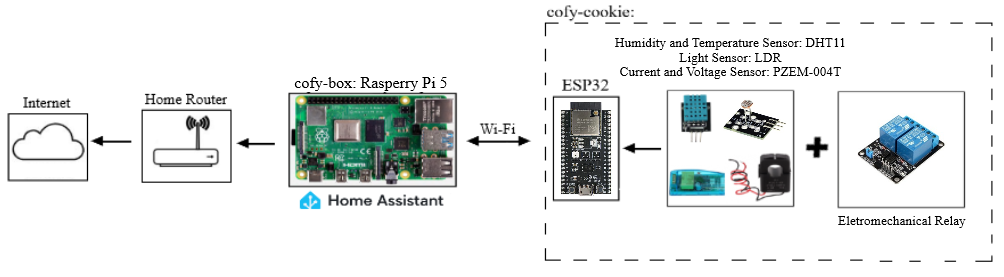 cofy-cookie:
Humidity and Temperature Sensor: DHT11
Light Sensor: LDR
Current and Voltage Sensor: PZEM-004T
Internet
Home Router
cofy-box: Rasperry Pi 5
Wi-Fi
ESP32
Home Assistant
Eletromechanical Relay